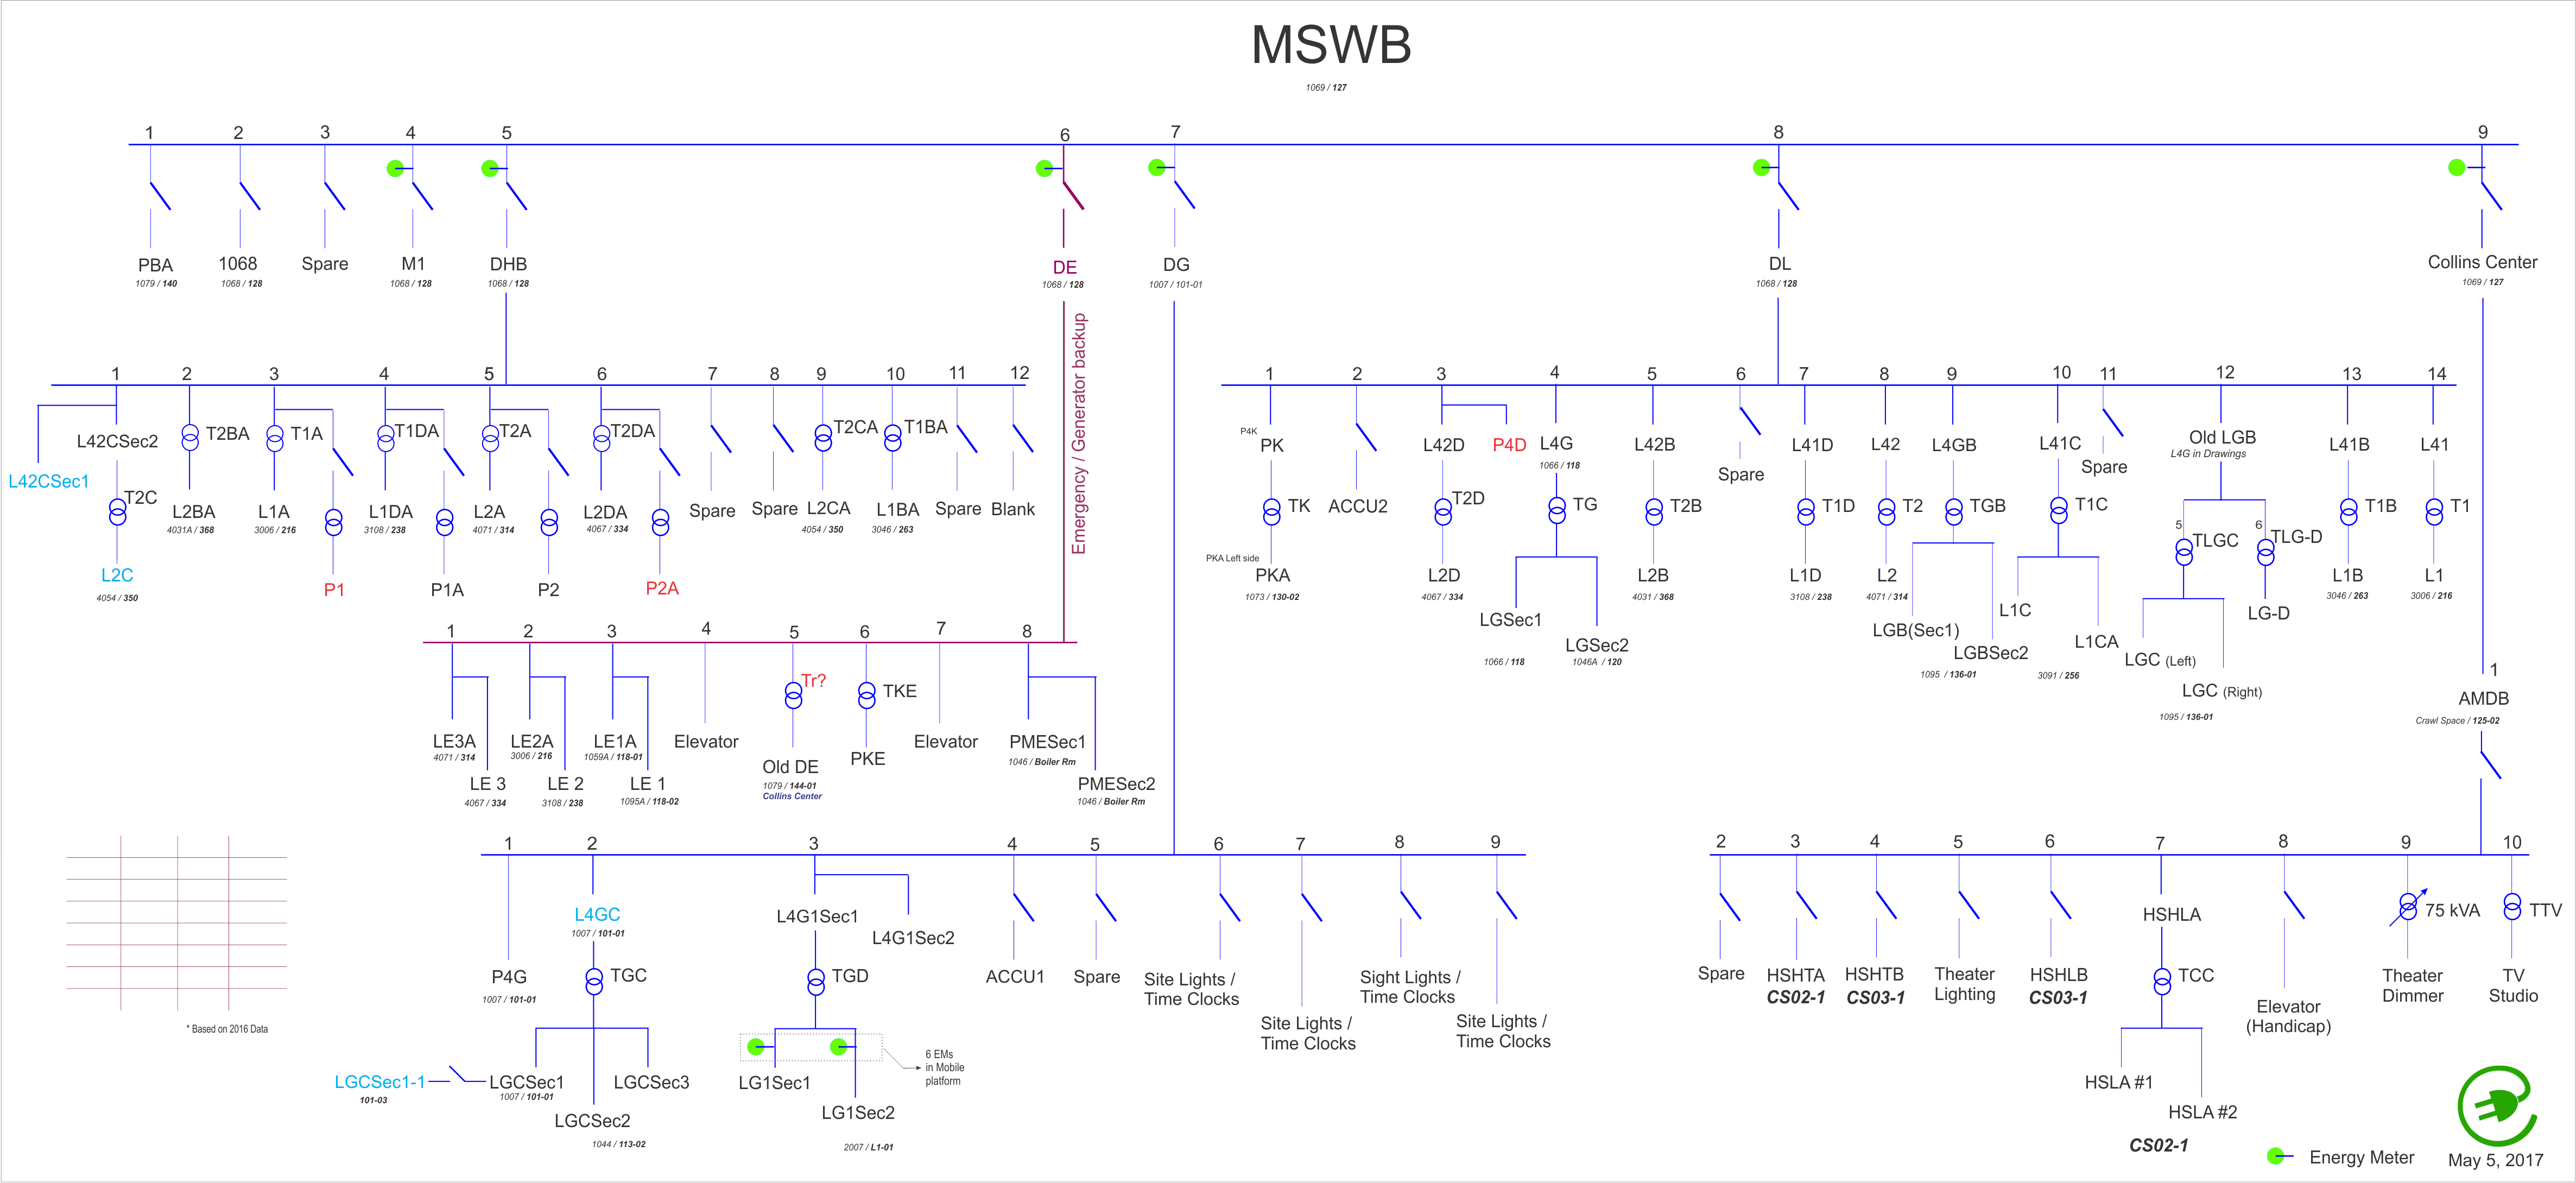 MSWB
1069 / 127
1 2 3 4 5 6 7 8 9
PBA
1079 / 140
1068
1068 / 128
Spare
M1
1068 / 128
DHB
1068 / 128
DE
1068 / 128
DG
1007 / 101-01
DL
1068 / 128
Collins Center
1069 / 127
Emergency / Generator backup
1 2 3 4 5 6 7 8 9 10 11 12
L42CSec1
L42CSec2
T2C
L2C
4054 / 350
T2BA
L2BA
4031A / 368
T1A
L1A
3006 / 216
P1
T1DA
L1DA
3108 / 238
P1A
T2A
L2A
4071 / 314
P2
T2DA
L2DA
4067 / 334
P2A
Spare
Spare
T2CA
L2CA
4054 / 350
T1BA
L1BA
3046 / 263
Spare
Blank
1 2 3 4 5 6 7 8 9 10 11 12 13 14
P4K
PK
TK
PKA Left side
PKA
1073 / 130-02
ACCU2
L42D
T2D
L2D
4067 / 334
P4D
L4G
1066 / 118
TG
LGSec1
1066 / 118
LGSec2
1046A / 120
L42B
T2B
L2B
4031 / 368
Spare
L41D
T1D
L1D
3108 / 238
L42
T2
L2
4071 / 314
L4GB
TGB
LGB(Sec1)
LGBSec2
1095 / 136-01
L41C
T1C
L1C
L1CA
3091 / 256
Spare
Old LGB
L4G in Drawings
5
TLGC
6
TLG-D
LGC (Left)
LGC (Right)
1095 / 136-01
LG-D
L41B
T1B
L1B
3046 / 263
L41
T1
L1
3006 / 216
1 2 3 4 5 6 7 8
LE3A
4071 / 314
LE 3
4067 / 334
LE2A
3006 / 216
LE 2
3108 / 238
LE1A
1059A / 118-01
LE 1
1095A / 118-02
Elevator
Tr?
Old DE
1079 / 144-01
Collins Center
TKE
PKE
Elevator
PMESec1
1046 / Boiler Rm
PMESec2
1046 / Boiler Rm
1
AMDB
Crawl Space / 125-02
1 2 3 4 5 6 7 8 9
P4G
1007 / 101-01
L4GC
1007 / 101-01
TGC
LGCSec1-1
101-03
LGCSec1
1007 / 101-01
LGCSec2
1044 / 113-02
LGCSec3
L4G1Sec1
L4G1Sec2
TGD
LG1Sec1
LG1Sec2
2007 / L1-01
6 EMs
in Mobile
platform
ACCU1
Spare
Site Lights /
Time Clocks
Site Lights /
Time Clocks
Sight Lights /
Time Clocks
Site Lights /
Time Clocks
2 3 4 5 6 7 8 9 10
Spare
HSHTA
CS02-1
HSHTB
CS03-1
Theater
Lighting
HSHLB
CS03-1
HSHLA
TCC
HSLA #1
HSLA #2
CS02-1
Elevator
(Handicap)
75 kVA
Theater
Dimmer
TTV
TV
Studio
* Based on 2016 Data
Energy Meter
May 5, 2017